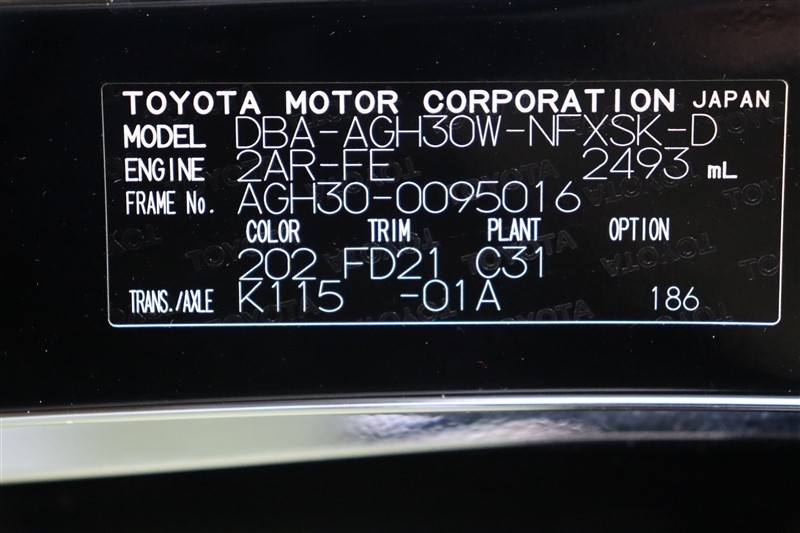 TOYOTA MOTOR CORPORATION JAPAN
MODEL DBA-AGH30W-NFXSK-D
ENGINE 2AR-FE 2493 mL
FRAME No. AGH30-0095016
COLOR TRIM PLANT OPTION
202 FD21 C31
TRANS./AXLE K115 -01A 186